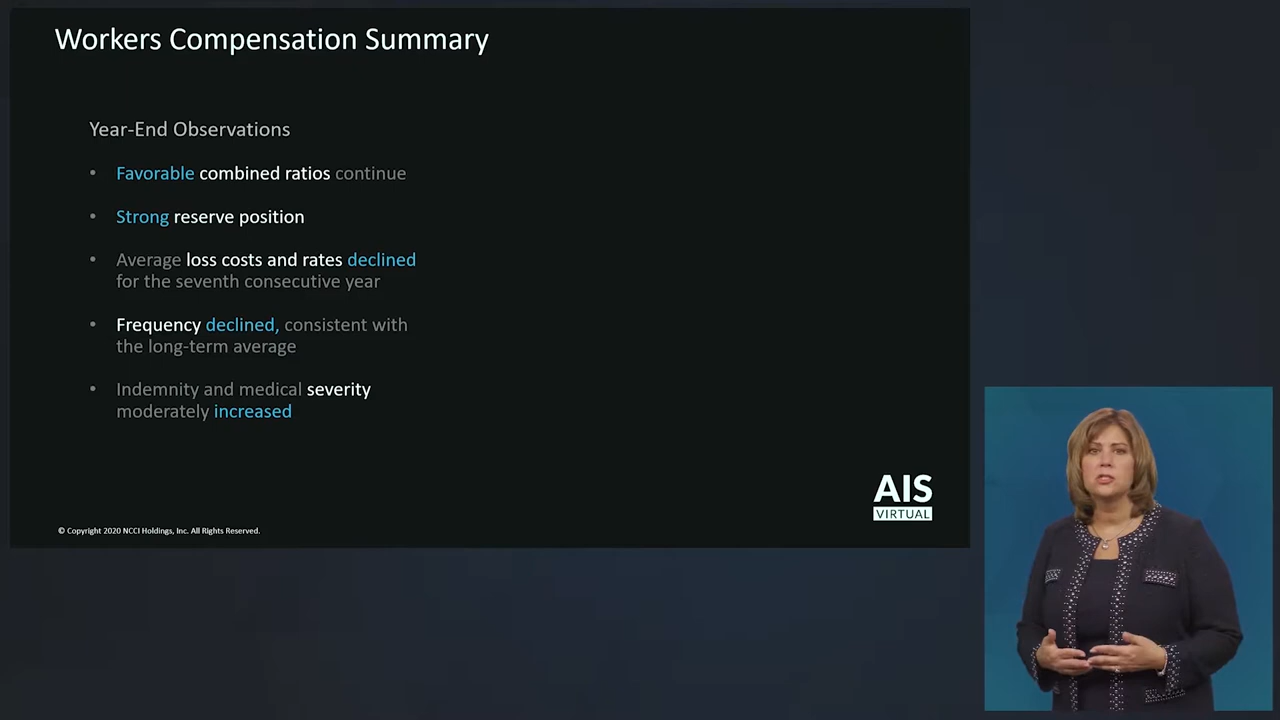 Workers Compensation Summary
Year-End Observations
• Favorable combined ratios continue
• Strong reserve position
• Average loss costs and rates declined
for the seventh consecutive year
• Frequency declined, consistent with
the long-term average
• Indemnity and medical severity
moderately increased
AIS
VIRTUAL
© Copyright 2020 NCCI Holdings, Inc. All Rights Reserved.